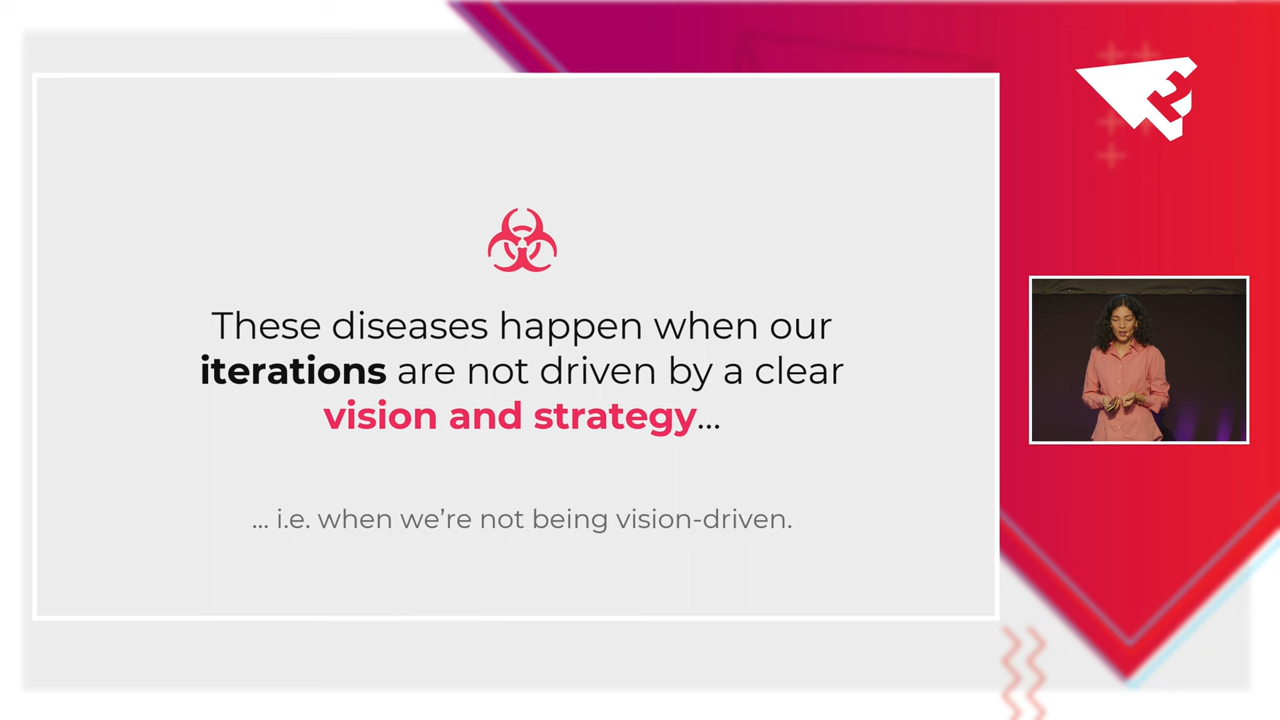 These diseases happen when our
iterations are not driven by a clear
vision and strategy...
... i.e. when we’re not being vision-driven.